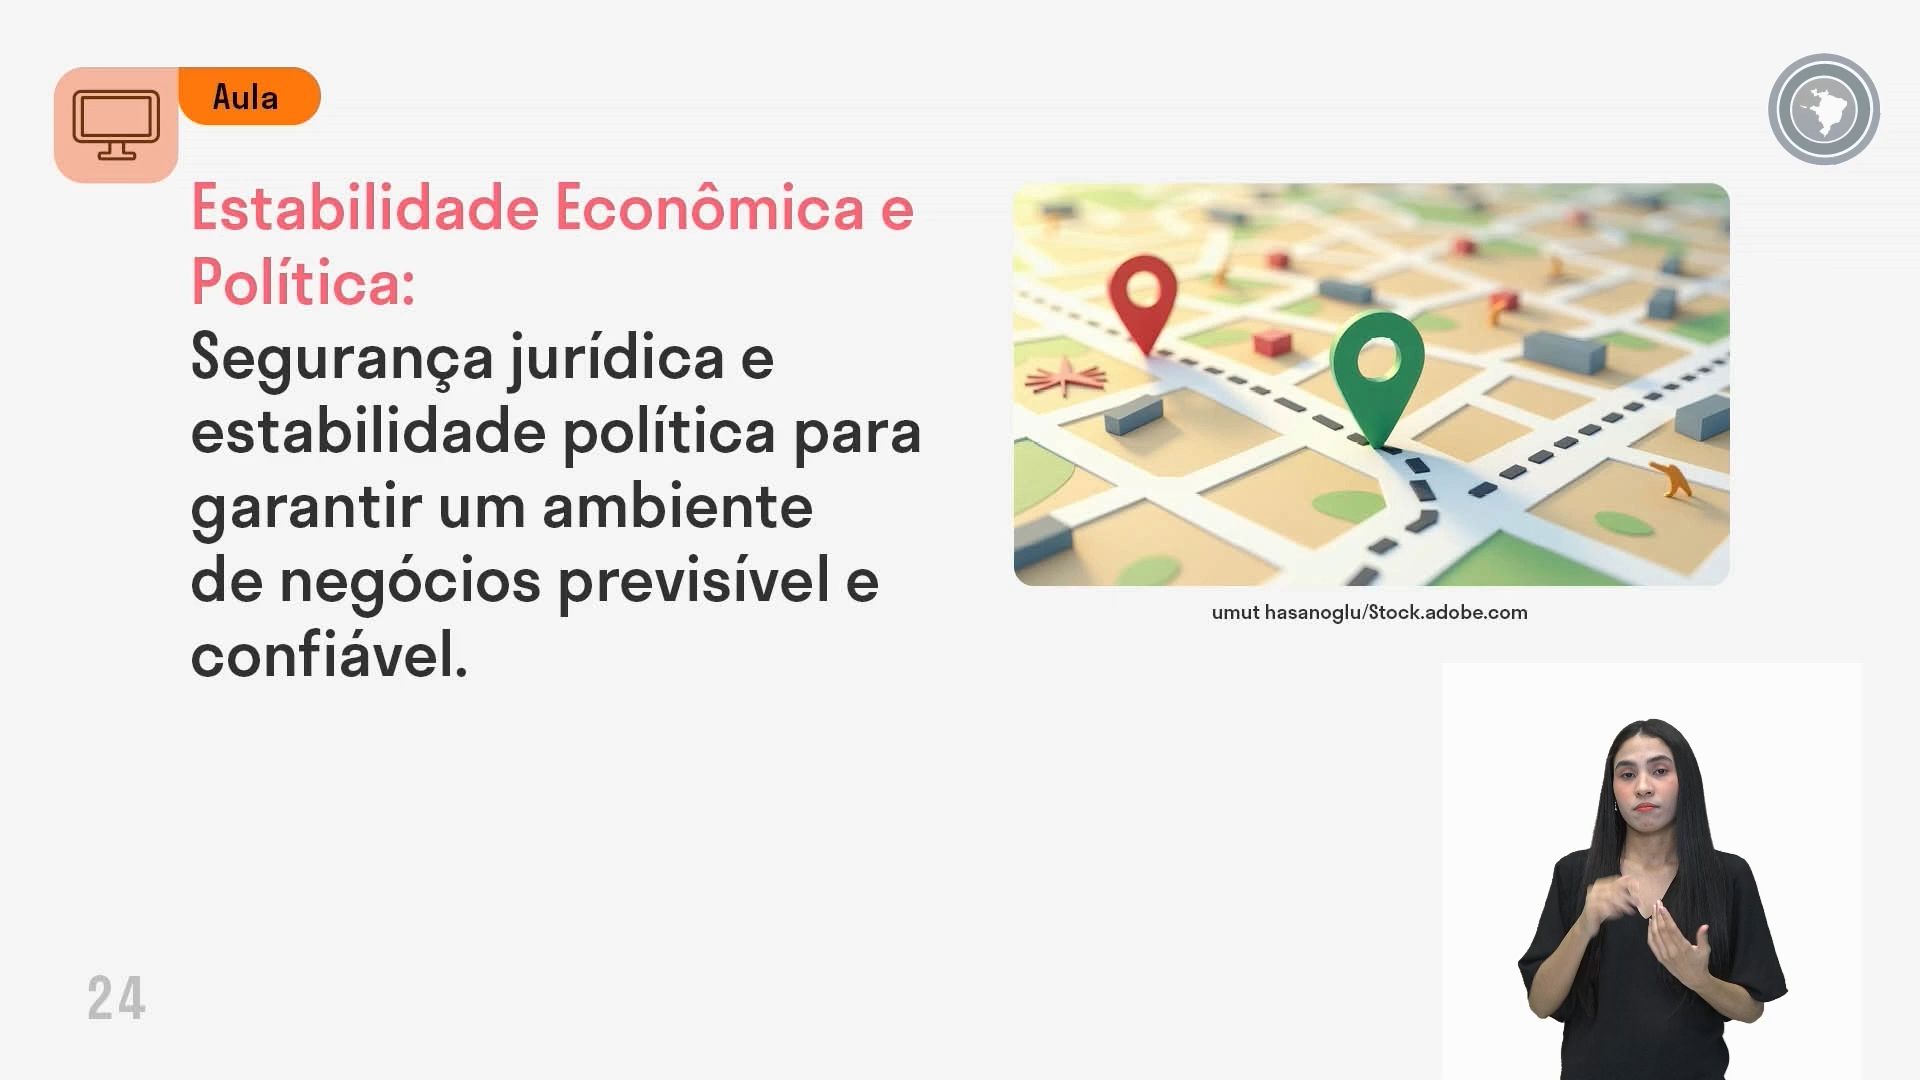 Aula
Estabilidade Econômica e
Política:
Segurança jurídica e
estabilidade política para
garantir um ambiente
de negócios previsível e
confiável.
umut hasanoglu/Stock.adobe.com
24